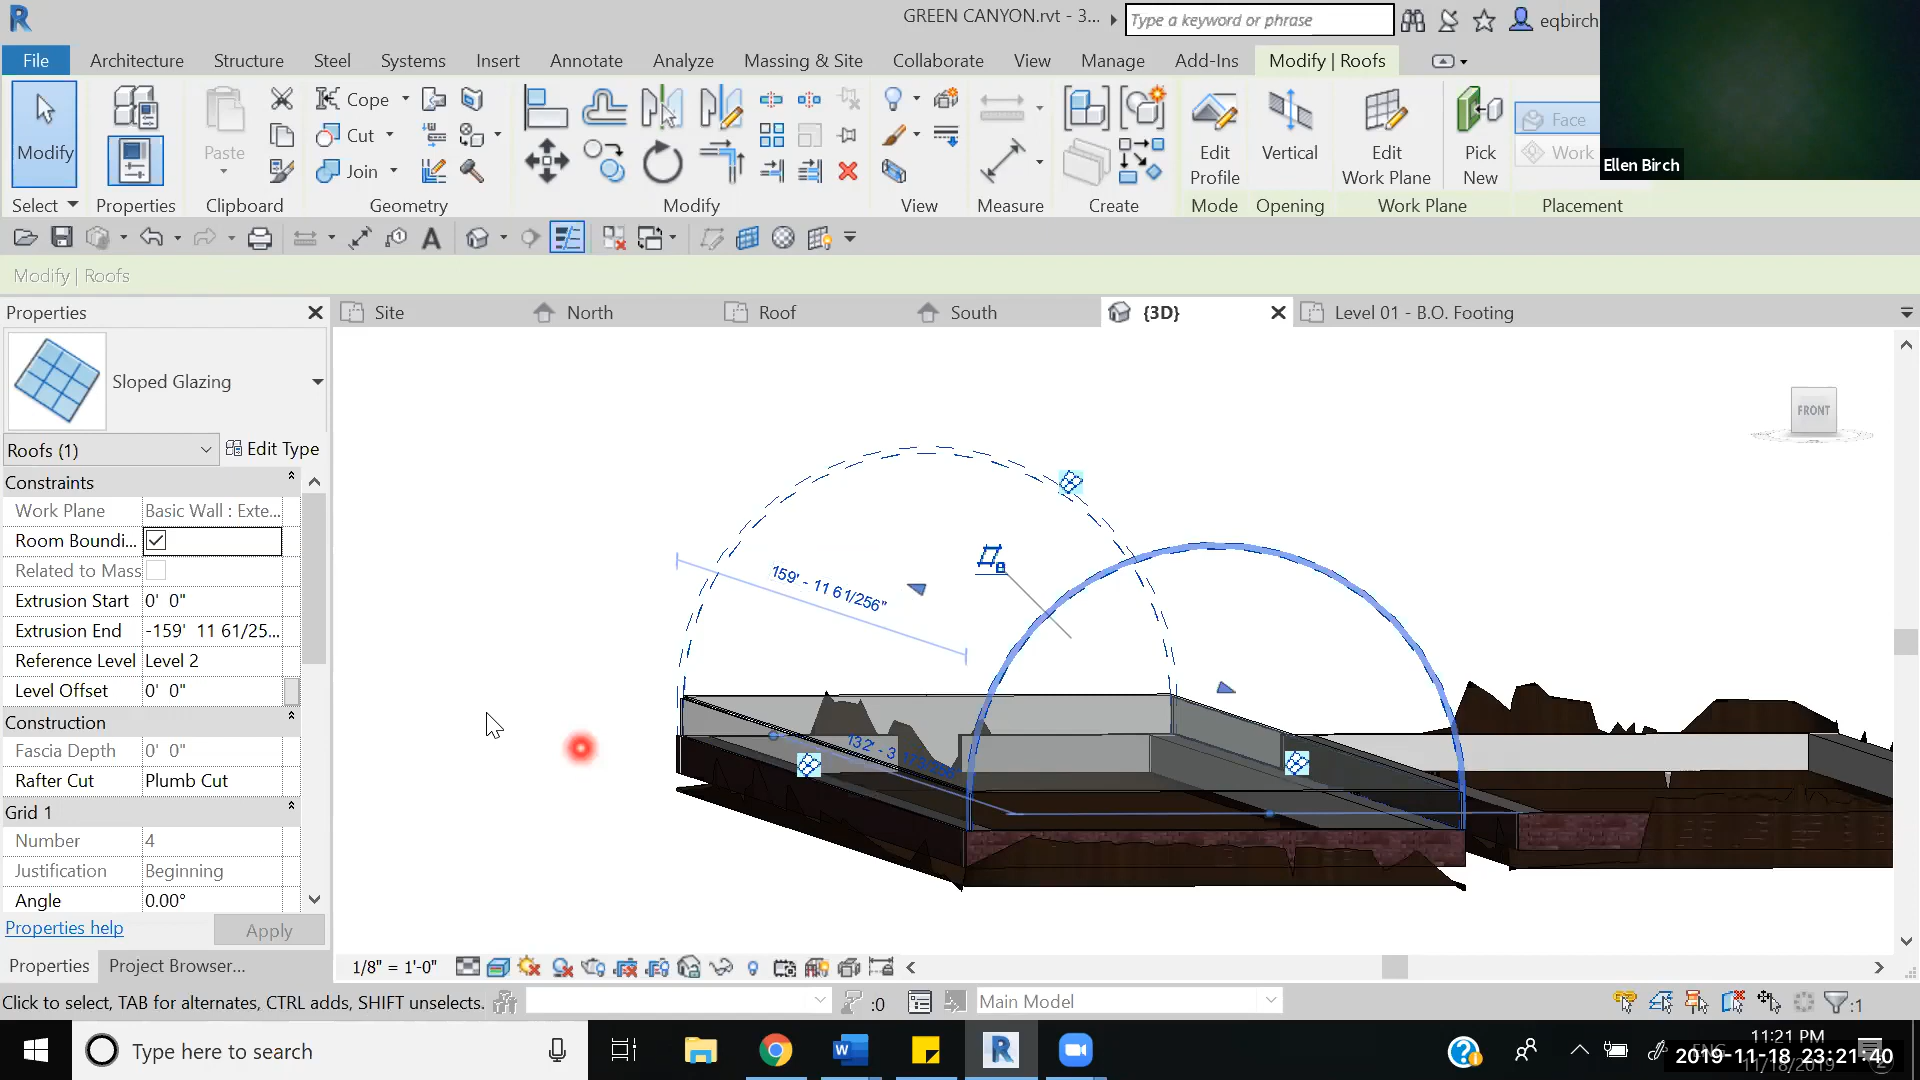 GREEN CANYON.rvt - 3...
Type a keyword or phrase
eqbirch
File Architecture Structure Steel Systems Insert Annotate Analyze Massing & Site Collaborate View Manage Add-Ins Modify | Roofs
Modify
Paste
Cope
Cut
Join
Edit Profile
Vertical
Edit Work Plane
Pick New
Face
Work
Ellen Birch
Select Properties Clipboard Geometry Modify View Measure Create Mode Opening Work Plane Placement
Modify | Roofs
Properties
Site
North
Roof
South
{3D}
Level 01 - B.O. Footing
Sloped Glazing
Roofs (1)
Edit Type
Constraints
Work Plane Basic Wall : Exte...
Room Boundi...
Related to Mass
Extrusion Start 0' 0"
Extrusion End -159' 11 61/25...
Reference Level Level 2
Level Offset 0' 0"
Construction
Fascia Depth 0' 0"
Rafter Cut Plumb Cut
Grid 1
Number 4
Justification Beginning
Angle 0.00°
Properties help
Apply
Properties
Project Browser...
FRONT
159' - 11 61/256"
1/8" = 1'-0"
Click to select, TAB for alternates, CTRL adds, SHIFT unselects.
:0
Main Model
:1
Type here to search
11:21 PM
2019-11-18 23:21:40